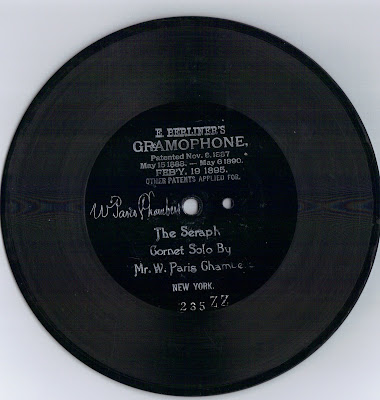 E. BERLINER'S
GRAMOPHONE.
Patented Nov. 8. 1887
May 15 1888. — May 6 1890.
FEB'Y. 19 1895.
OTHER PATENTS APPLIED FOR.
W Paris Chambers
The Seraph
Cornet Solo By
Mr. W. Paris
NEW YORK.
235 ZZ